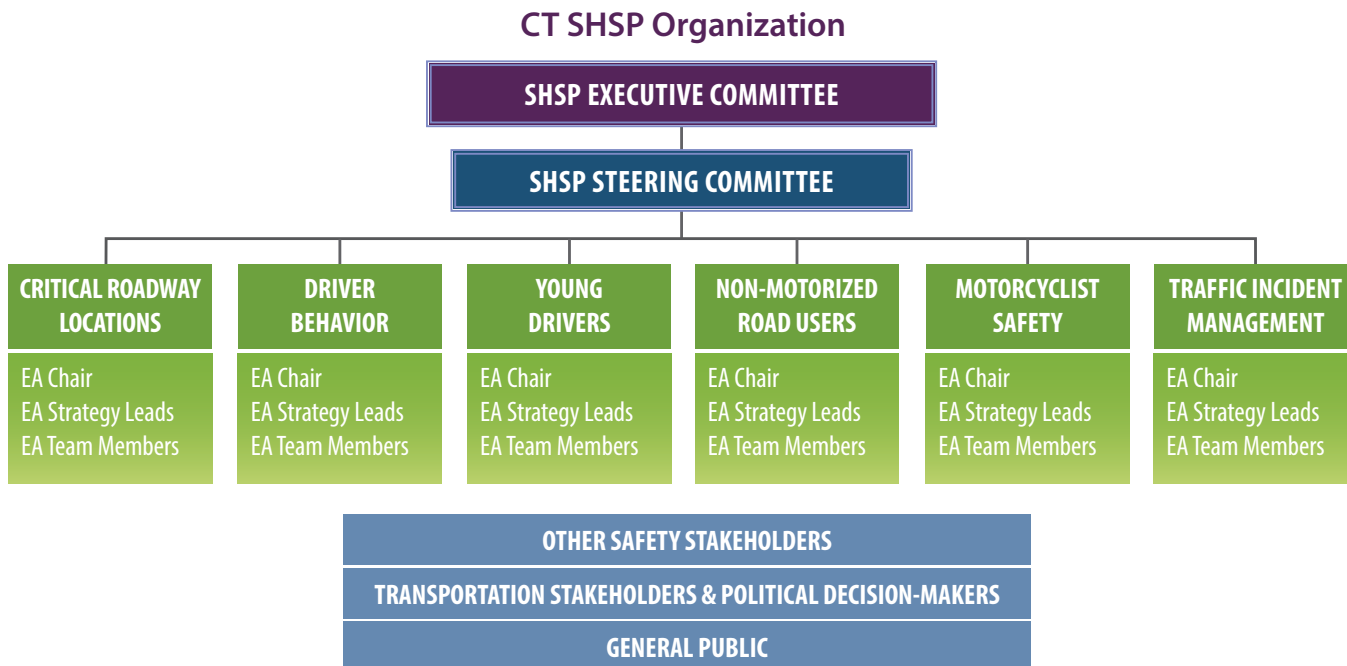 CT SHSP Organization
SHSP EXECUTIVE COMMITTEE
SHSP STEERING COMMITTEE
CRITICAL ROADWAY
LOCATIONS
EA Chair
EA Strategy Leads
EA Team Members
DRIVER
BEHAVIOR
EA Chair
EA Strategy Leads
EA Team Members
YOUNG
DRIVERS
EA Chair
EA Strategy Leads
EA Team Members
NON-MOTORIZED
ROAD USERS
EA Chair
EA Strategy Leads
EA Team Members
MOTORCYCLIST
SAFETY
EA Chair
EA Strategy Leads
EA Team Members
TRAFFIC INCIDENT
MANAGEMENT
EA Chair
EA Strategy Leads
EA Team Members
OTHER SAFETY STAKEHOLDERS
TRANSPORTATION STAKEHOLDERS & POLITICAL DECISION-MAKERS
GENERAL PUBLIC